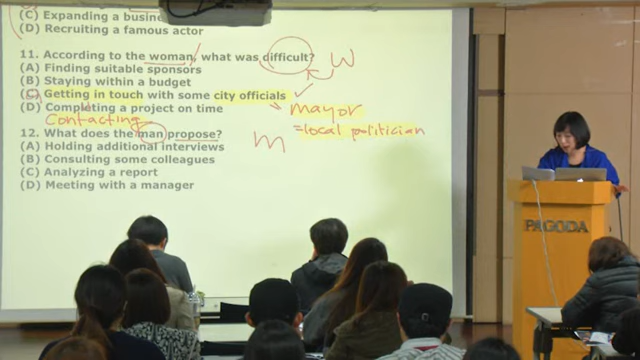 (C) Expanding a busin
(D) Recruiting a famous actor
11. According to the woman, what was difficult?
W
(A) Finding suitable sponsors
(B) Staying within a budget
(C) Getting in touch with some city officials
mayor
(D) Completing a project on time
Contacting
=local politician
12. What does the man propose?
M
(A) Holding additional interviews
(B) Consulting some colleagues
(C) Analyzing a report
(D) Meeting with a manager
PAGODA